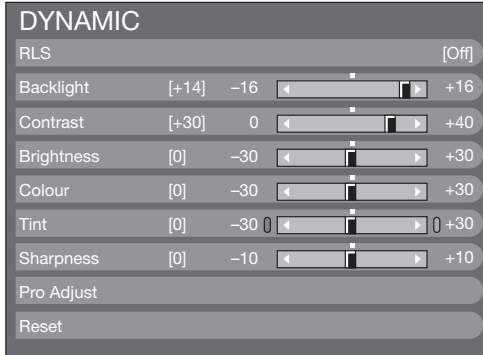 DYNAMIC
RLS [Off]
Backlight [+14] –16 +16
Contrast [+30] 0 +40
Brightness [0] –30 +30
Colour [0] –30 +30
Tint [0] –30 +30
Sharpness [0] –10 +10
Pro Adjust
Reset